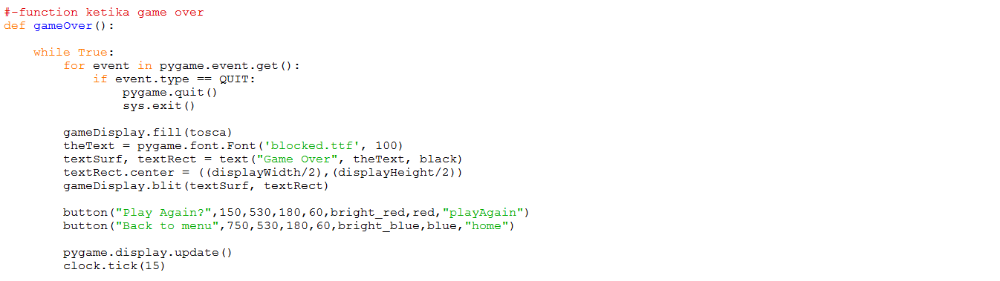 #-function ketika game over
def gameOver():
while True:
for event in pygame.event.get():
if event.type == QUIT:
pygame.quit()
sys.exit()
gameDisplay.fill(tosca)
theText = pygame.font.Font('blocked.ttf', 100)
textSurf, textRect = text("Game Over", theText, black)
textRect.center = ((displayWidth/2),(displayHeight/2))
gameDisplay.blit(textSurf, textRect)
button("Play Again?",150,530,180,60,bright_red,red,"playAgain")
button("Back to menu",750,530,180,60,bright_blue,blue,"home")
pygame.display.update()
clock.tick(15)